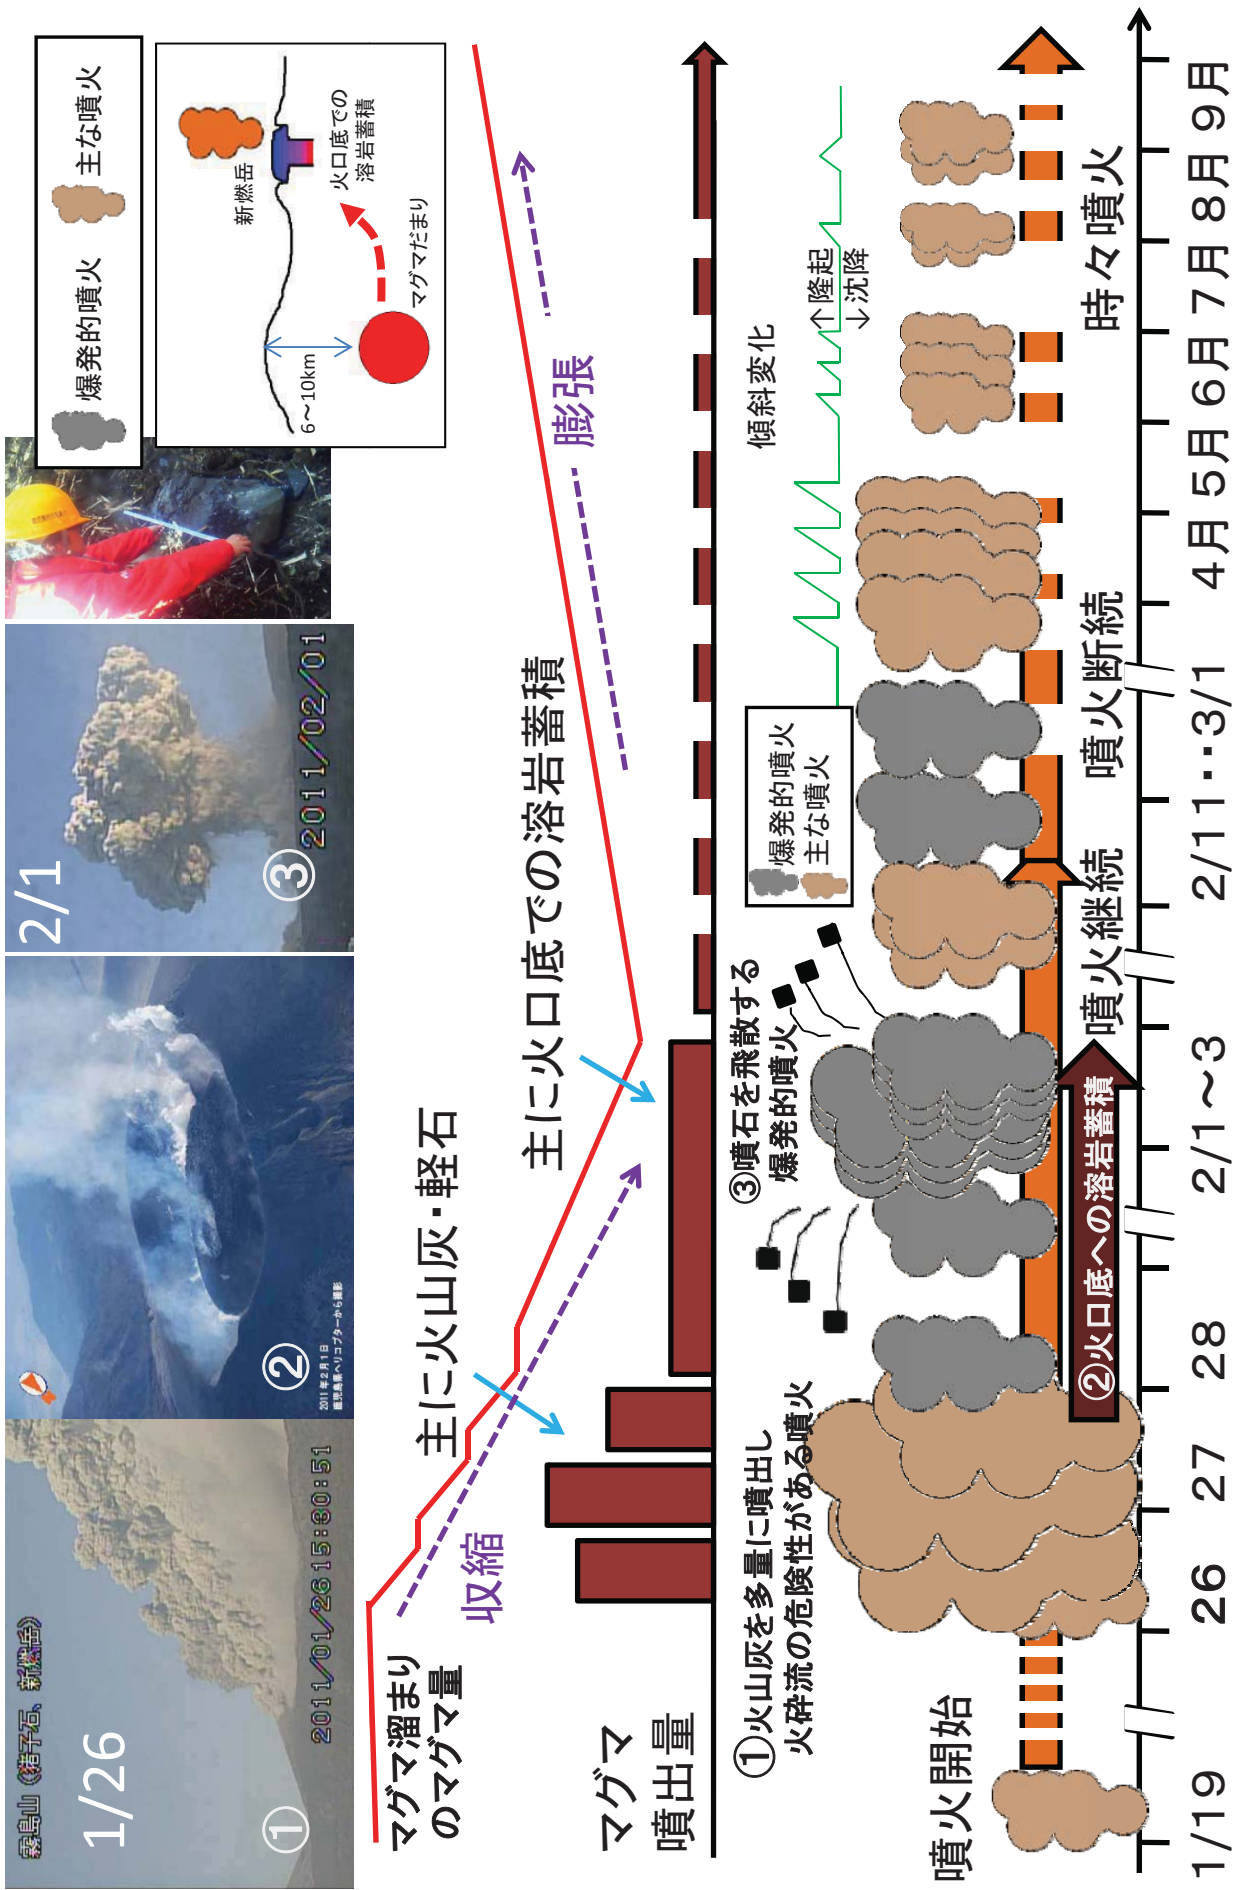 霧島山（猪子石、新燃岳）
1/26
2011/01/26 15:30:51
①
②
2011年2月1日
鹿児島県ヘリコプターから撮影
2/1
③
2011/02/01
爆発的噴火
主な噴火
新燃岳
火口底での
溶岩蓄積
マグマだまり
6～10km
マグマ溜まり
のマグマ量
収縮
膨張
主に火山灰・軽石
主に火口底での溶岩蓄積
マグマ
噴出量
①火山灰を多量に噴出し
火砕流の危険性がある噴火
③噴石を飛散する
爆発的噴火
爆発的噴火
主な噴火
傾斜変化
↑隆起
↓沈降
噴火開始
②火口底への溶岩蓄積
噴火継続
噴火断続
時々噴火
1/19
26
27
28
2/1～3
2/11・・3/1
4月
5月
6月
7月
8月
9月